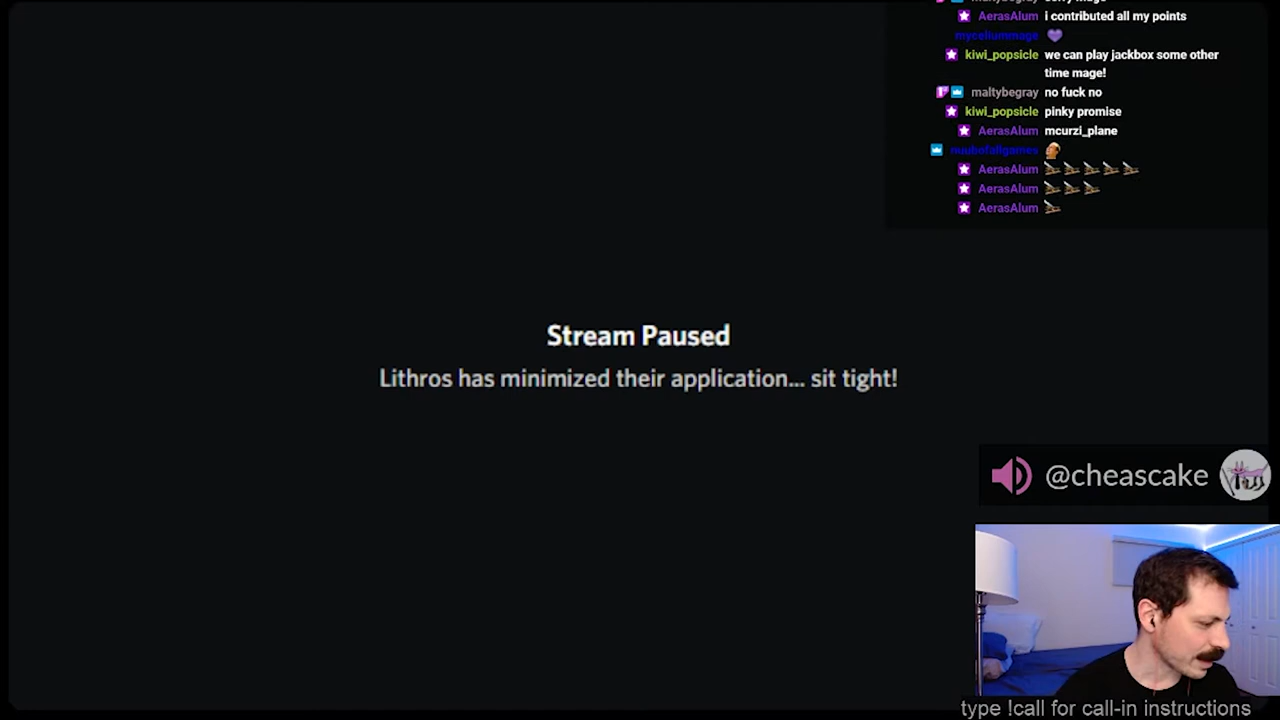 AerasAlum i contributed all my points
myceliummage
kiwi_popsicle we can play jackbox some other
time mage!
maltybegray no fuck no
kiwi_popsicle pinky promise
AerasAlum mcurzi_plane
AerasAlum
AerasAlum
AerasAlum
Stream Paused
Lithros has minimized their application... sit tight!
@cheascake
type !call for call-in instructions